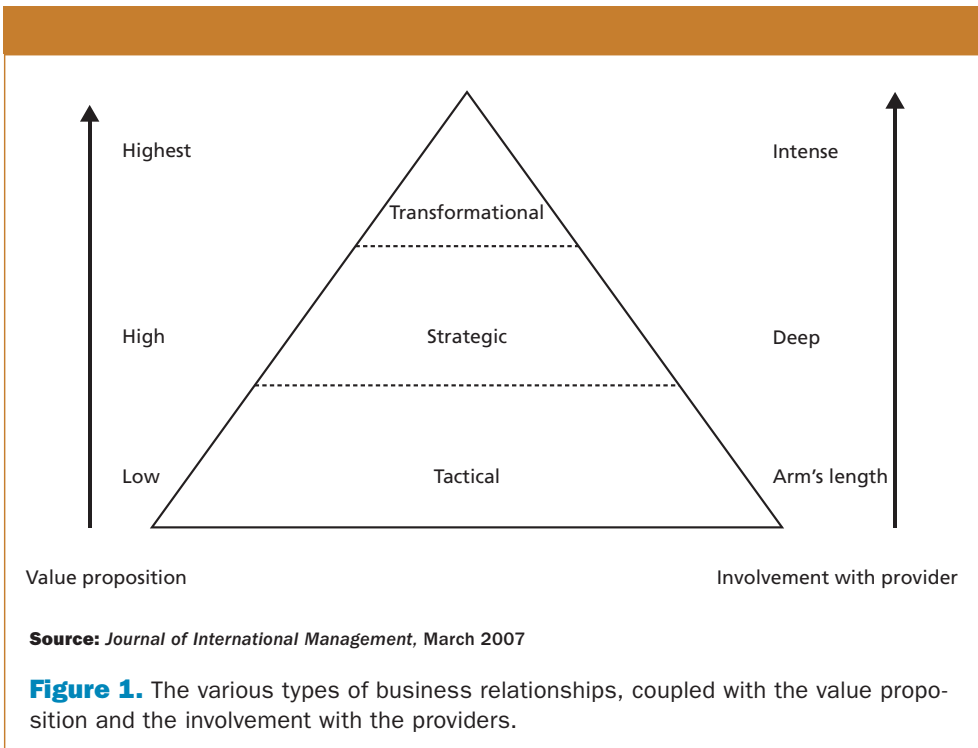 Highest
Intense
Transformational
High
Strategic
Deep
Low
Tactical
Arm's length
Value proposition
Involvement with provider
Source: Journal of International Management, March 2007
Figure 1. The various types of business relationships, coupled with the value propo-
sition and the involvement with the providers.